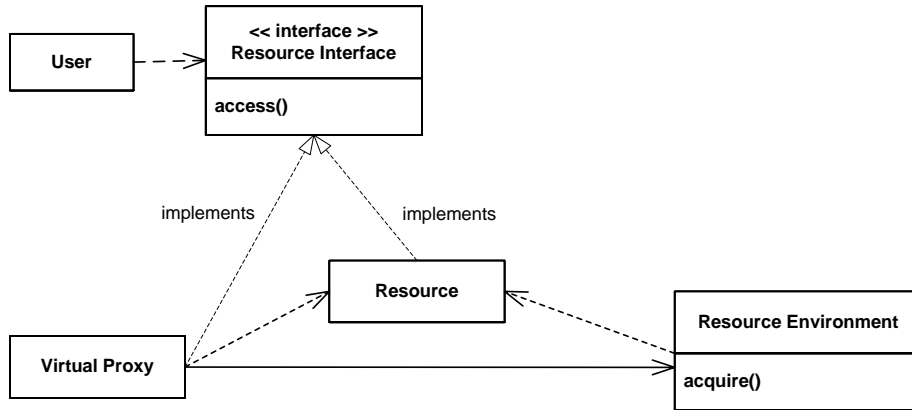 << interface >>
Resource Interface
User
access()
implements
implements
Resource
Resource Environment
Virtual Proxy
acquire()